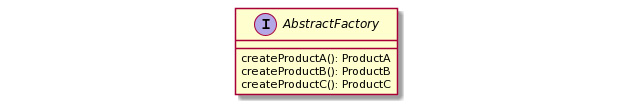 I AbstractFactory
createProductA(): ProductA
createProductB(): ProductB
createProductC(): ProductC